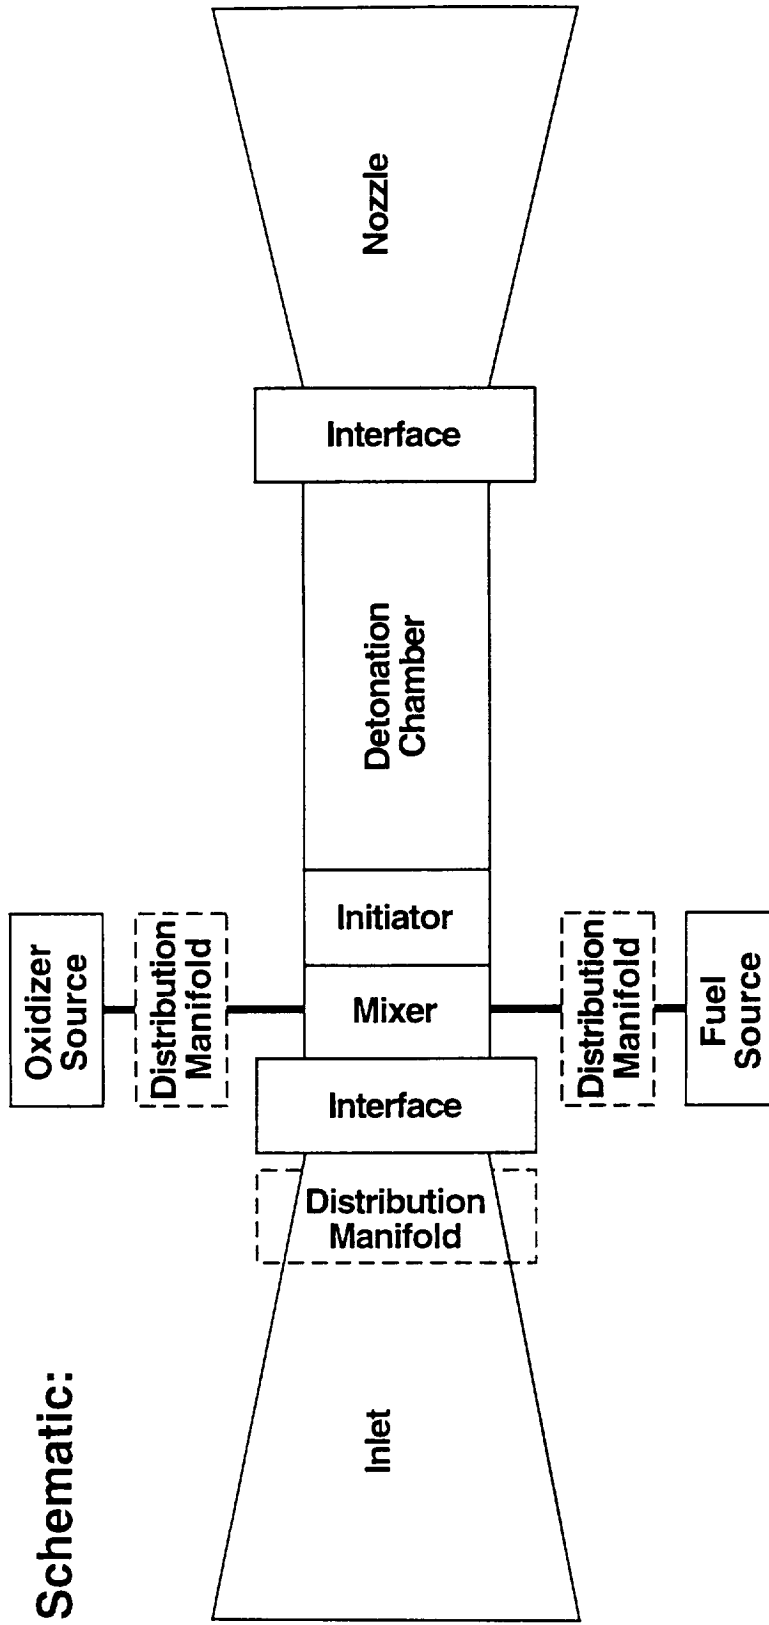 Schematic:
Oxidizer
Source
Distribution
Manifold
Inlet
Distribution
Manifold
Interface
Mixer
Initiator
Detonation
Chamber
Interface
Nozzle
Distribution
Manifold
Fuel
Source